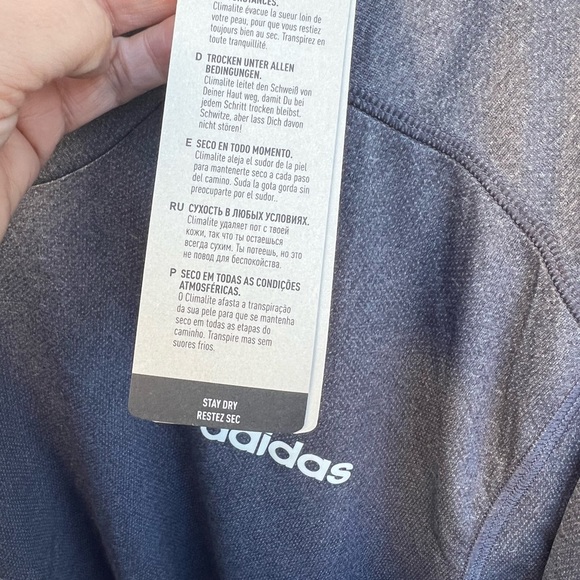 CIRCONSTANCES.
Climalite évacue la sueur loin de
votre peau, pour que vous restiez
toujours bien au sec. Transpirez en
toute tranquillité.
D TROCKEN UNTER ALLEN
BEDINGUNGEN.
Climalite leitet den Schweiß von
Deiner Haut weg, damit Du bei
jedem Schritt trocken bleibst.
Schwitze, aber lass Dich davon
nicht stören!
E SECO EN TODO MOMENTO.
Climalite aleja el sudor de la piel
para mantenerte seco a cada paso
del camino. Suda la gota gorda sin
preocuparte por el sudor..
RU СУХОСТЬ В ЛЮБЫХ УСЛОВИЯХ.
Climalite удаляет пот с твоей
кожи, так что ты остаешься
всегда сухим. Ты потеешь, но это
не повод для беспокойства.
P SECO EM TODAS AS CONDIÇÕES
ATMOSFÉRICAS.
O Climalite afasta a transpiração
da sua pele para que se mantenha
seco em todas as etapas do
caminho. Transpire mas sem
suores frios.
STAY DRY
RESTEZ SEC
adidas